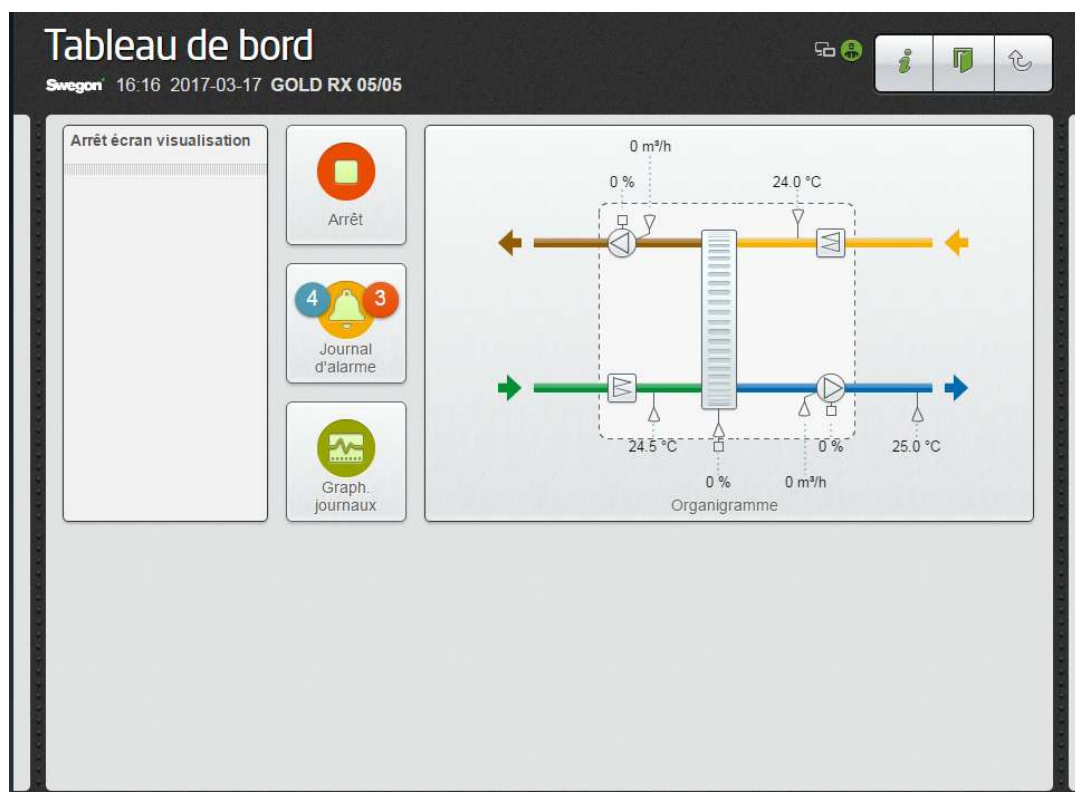 Tableau de bord
Swegon 16:16 2017-03-17 GOLD RX 05/05
Arrêt écran visualisation
Arrêt
4
3
Journal
d'alarme
Graph.
journaux
0 m³/h
0 %
24.0 °C
24.5 °C
0 %
25.0 °C
0 %
0 m³/h
Organigramme